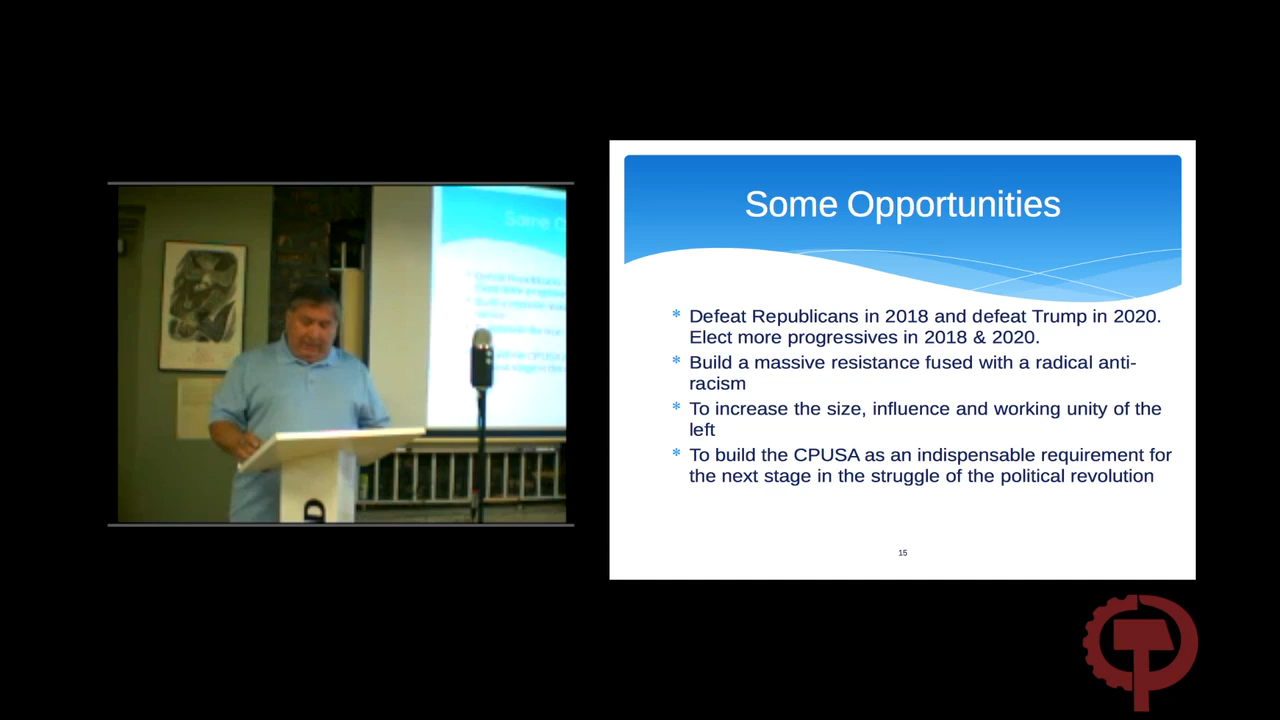 Some Opportunities
* Defeat Republicans in 2018 and defeat Trump in 2020.
Elect more progressives in 2018 & 2020.
* Build a massive resistance fused with a radical anti-
racism
* To increase the size, influence and working unity of the
left
* To build the CPUSA as an indispensable requirement for
the next stage in the struggle of the political revolution
15